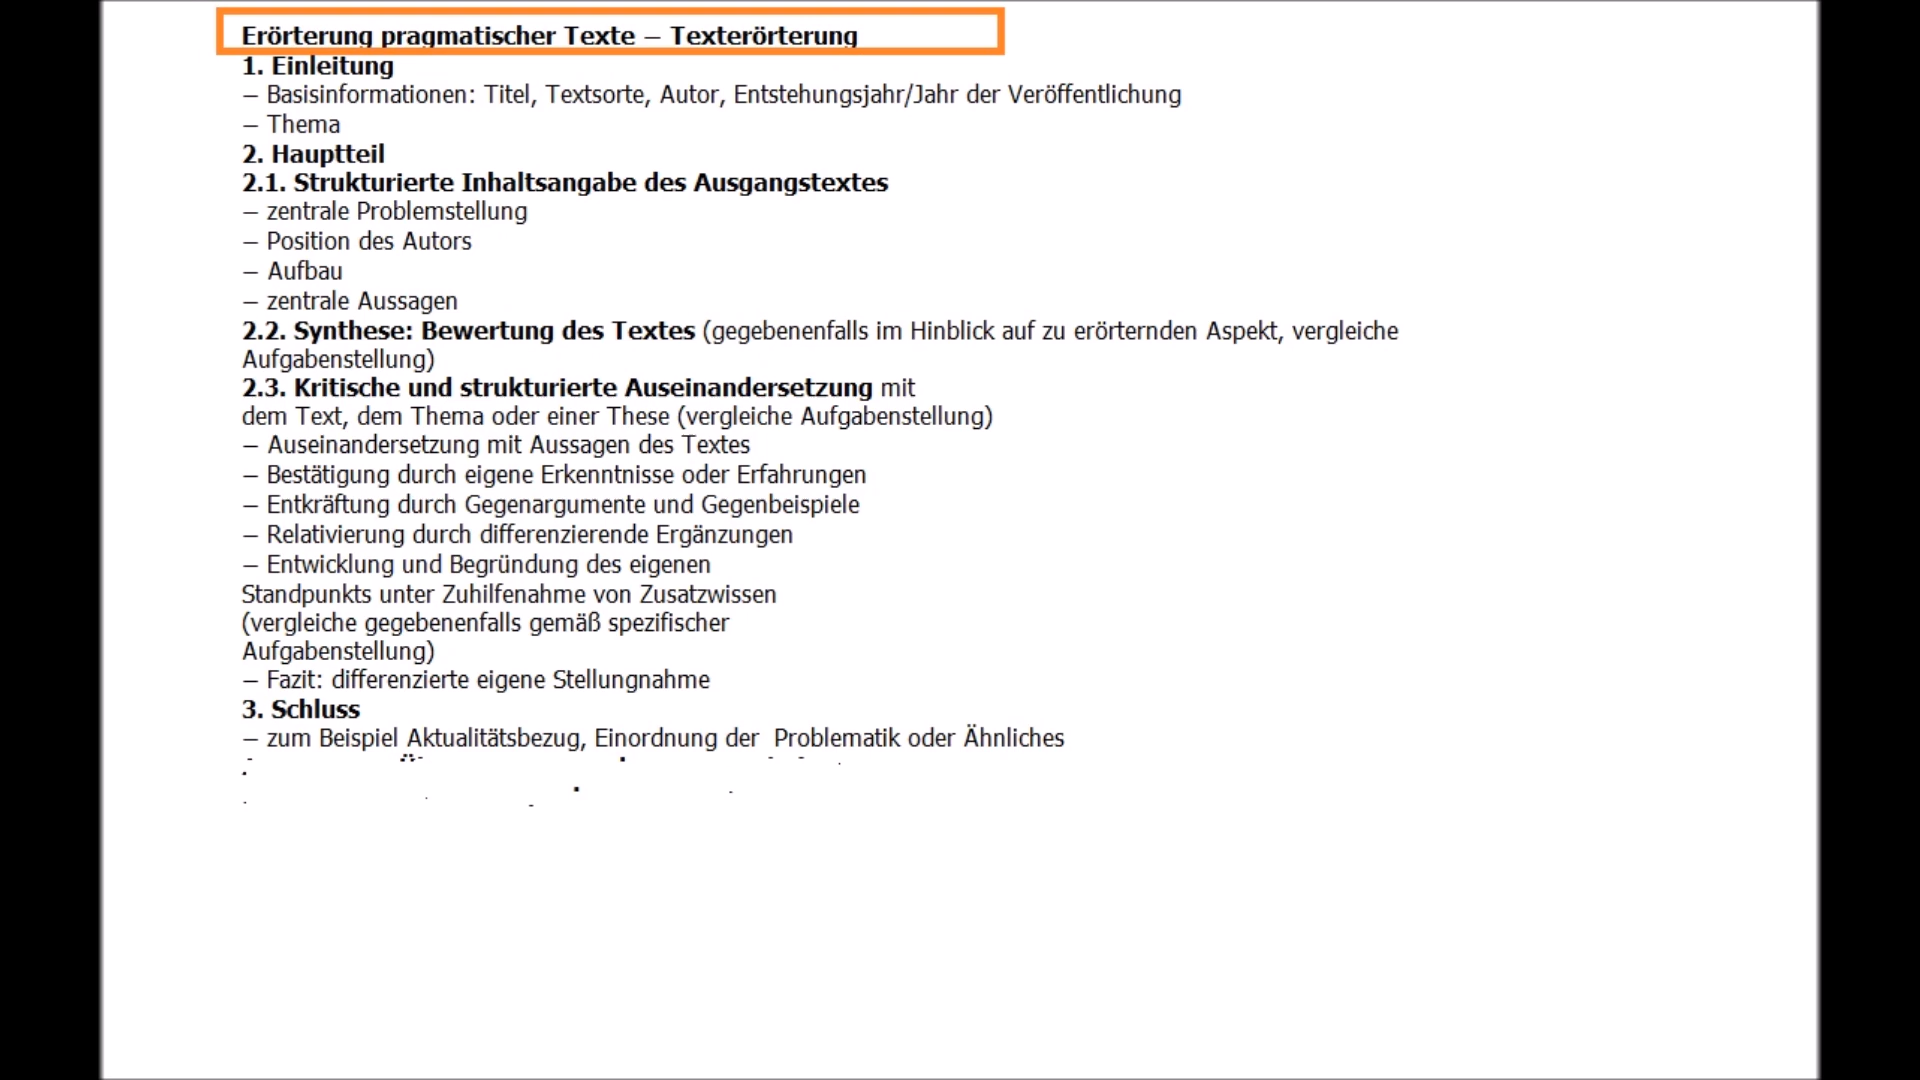 Erörterung pragmatischer Texte – Texterörterung
1. Einleitung
– Basisinformationen: Titel, Textsorte, Autor, Entstehungsjahr/Jahr der Veröffentlichung
– Thema
2. Hauptteil
2.1. Strukturierte Inhaltsangabe des Ausgangstextes
– zentrale Problemstellung
– Position des Autors
– Aufbau
– zentrale Aussagen
2.2. Synthese: Bewertung des Textes (gegebenenfalls im Hinblick auf zu erörternden Aspekt, vergleiche
Aufgabenstellung)
2.3. Kritische und strukturierte Auseinandersetzung mit
dem Text, dem Thema oder einer These (vergleiche Aufgabenstellung)
– Auseinandersetzung mit Aussagen des Textes
– Bestätigung durch eigene Erkenntnisse oder Erfahrungen
– Entkräftung durch Gegenargumente und Gegenbeispiele
– Relativierung durch differenzierende Ergänzungen
– Entwicklung und Begründung des eigenen
Standpunkts unter Zuhilfenahme von Zusatzwissen
(vergleiche gegebenenfalls gemäß spezifischer
Aufgabenstellung)
– Fazit: differenzierte eigene Stellungnahme
3. Schluss
– zum Beispiel Aktualitätsbezug, Einordnung der  Problematik oder Ähnliches